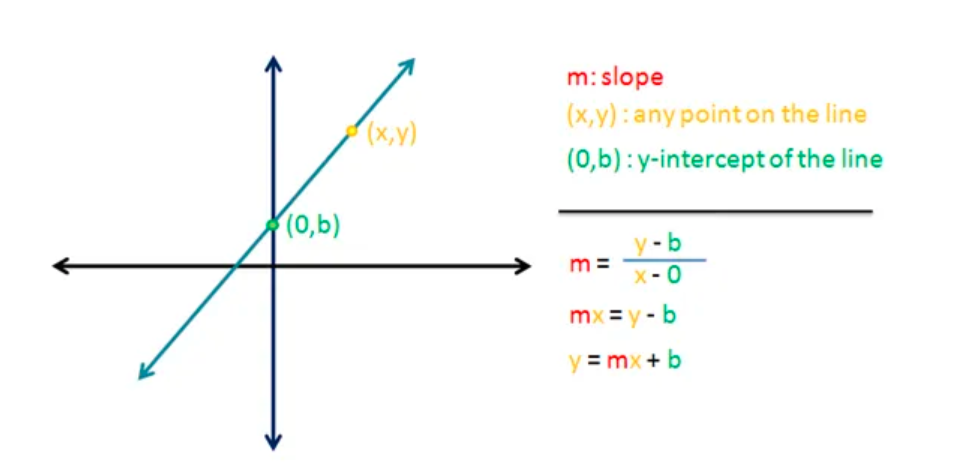 m: slope
(x,y) : any point on the line
(x,y)
(0,b) : y-intercept of the line
(0,b)
m = y - b
x - 0
mx = y - b
y = mx + b